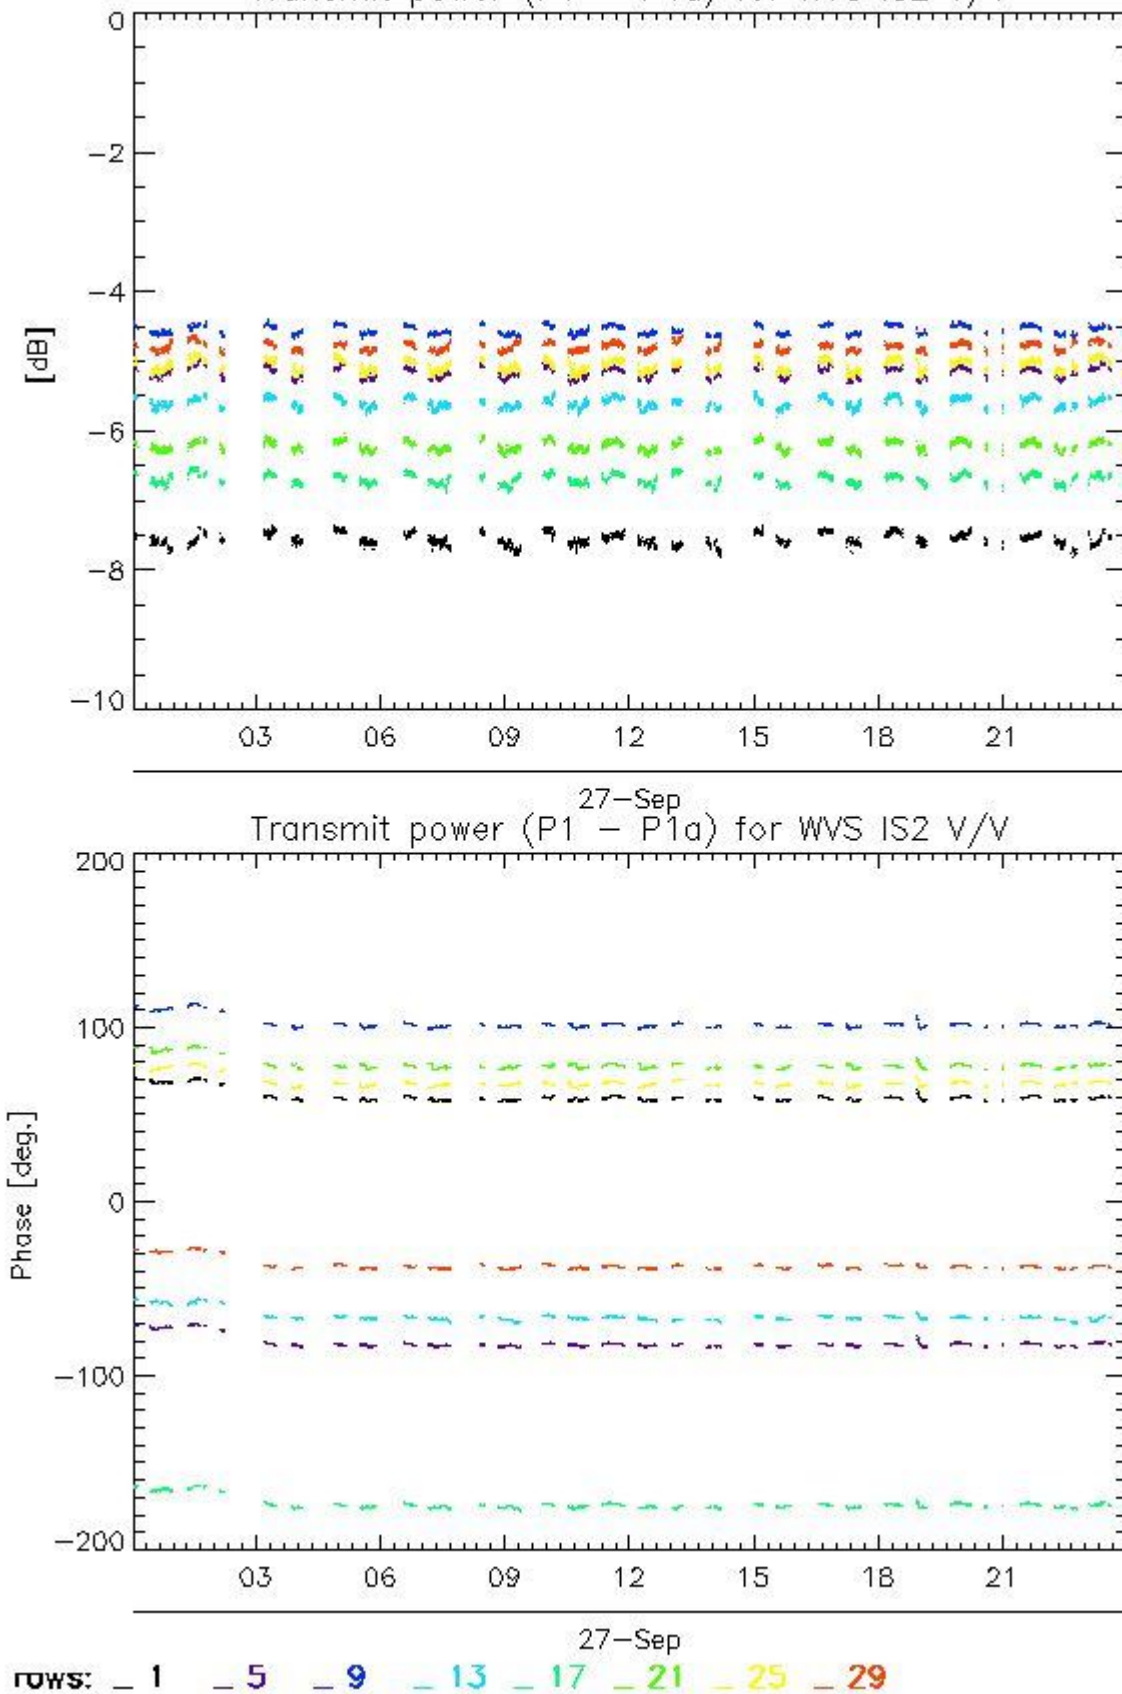 0
-2
-4
[dB]
-6
-8
-10
03 06 09 12 15 18 21
27-Sep
Transmit power (P1 - P1a) for WVS IS2 V/V
200
100
Phase [deg.]
0
-100
-200
03 06 09 12 15 18 21
27-Sep
rows: _ 1 _ 5 _ 9 _ 13 _ 17 _ 21 _ 25 _ 29